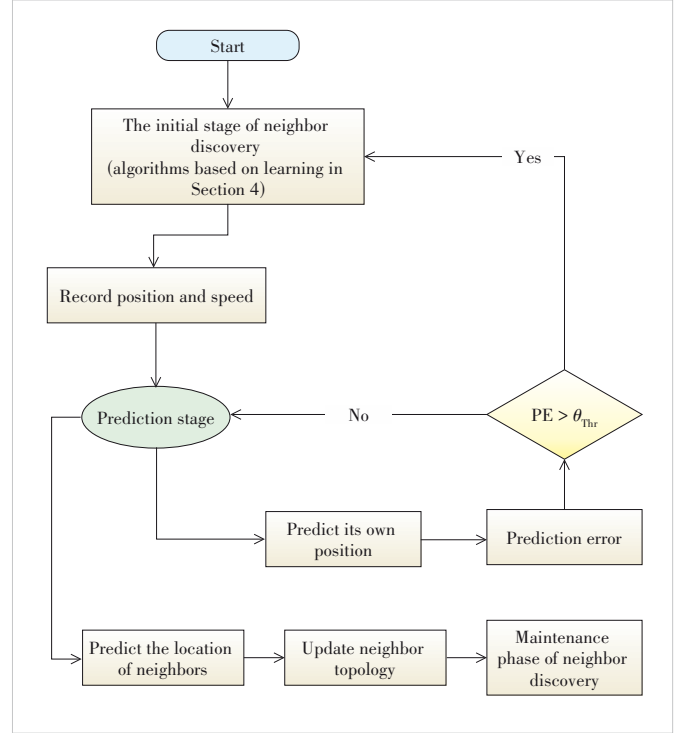 Start
The initial stage of neighbor
discovery
(algorithms based on learning in
Section 4)
Yes
Record position and speed
Prediction stage
No
PE > θThr
Predict its own
position
Prediction error
Predict the location
of neighbors
Update neighbor
topology
Maintenance
phase of neighbor
discovery